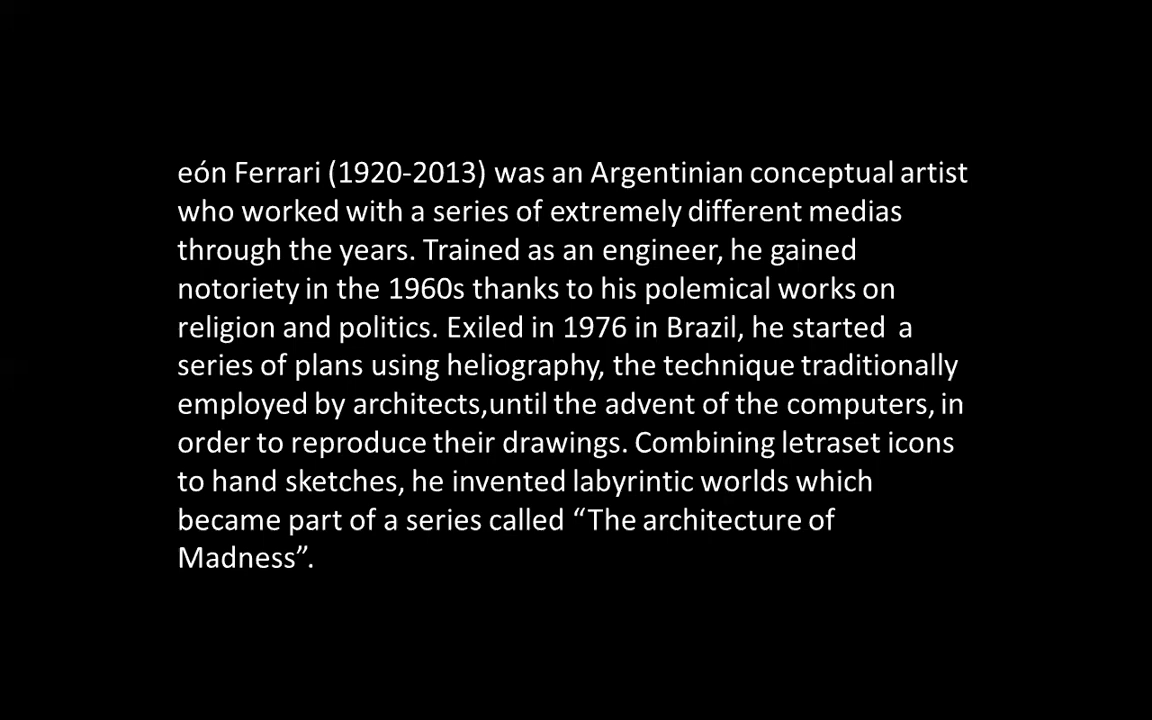 eón Ferrari (1920-2013) was an Argentinian conceptual artist
who worked with a series of extremely different medias
through the years. Trained as an engineer, he gained
notoriety in the 1960s thanks to his polemical works on
religion and politics. Exiled in 1976 in Brazil, he started  a
series of plans using heliography, the technique traditionally
employed by architects,until the advent of the computers, in
order to reproduce their drawings. Combining letraset icons
to hand sketches, he invented labyrintic worlds which
became part of a series called “The architecture of
Madness”.